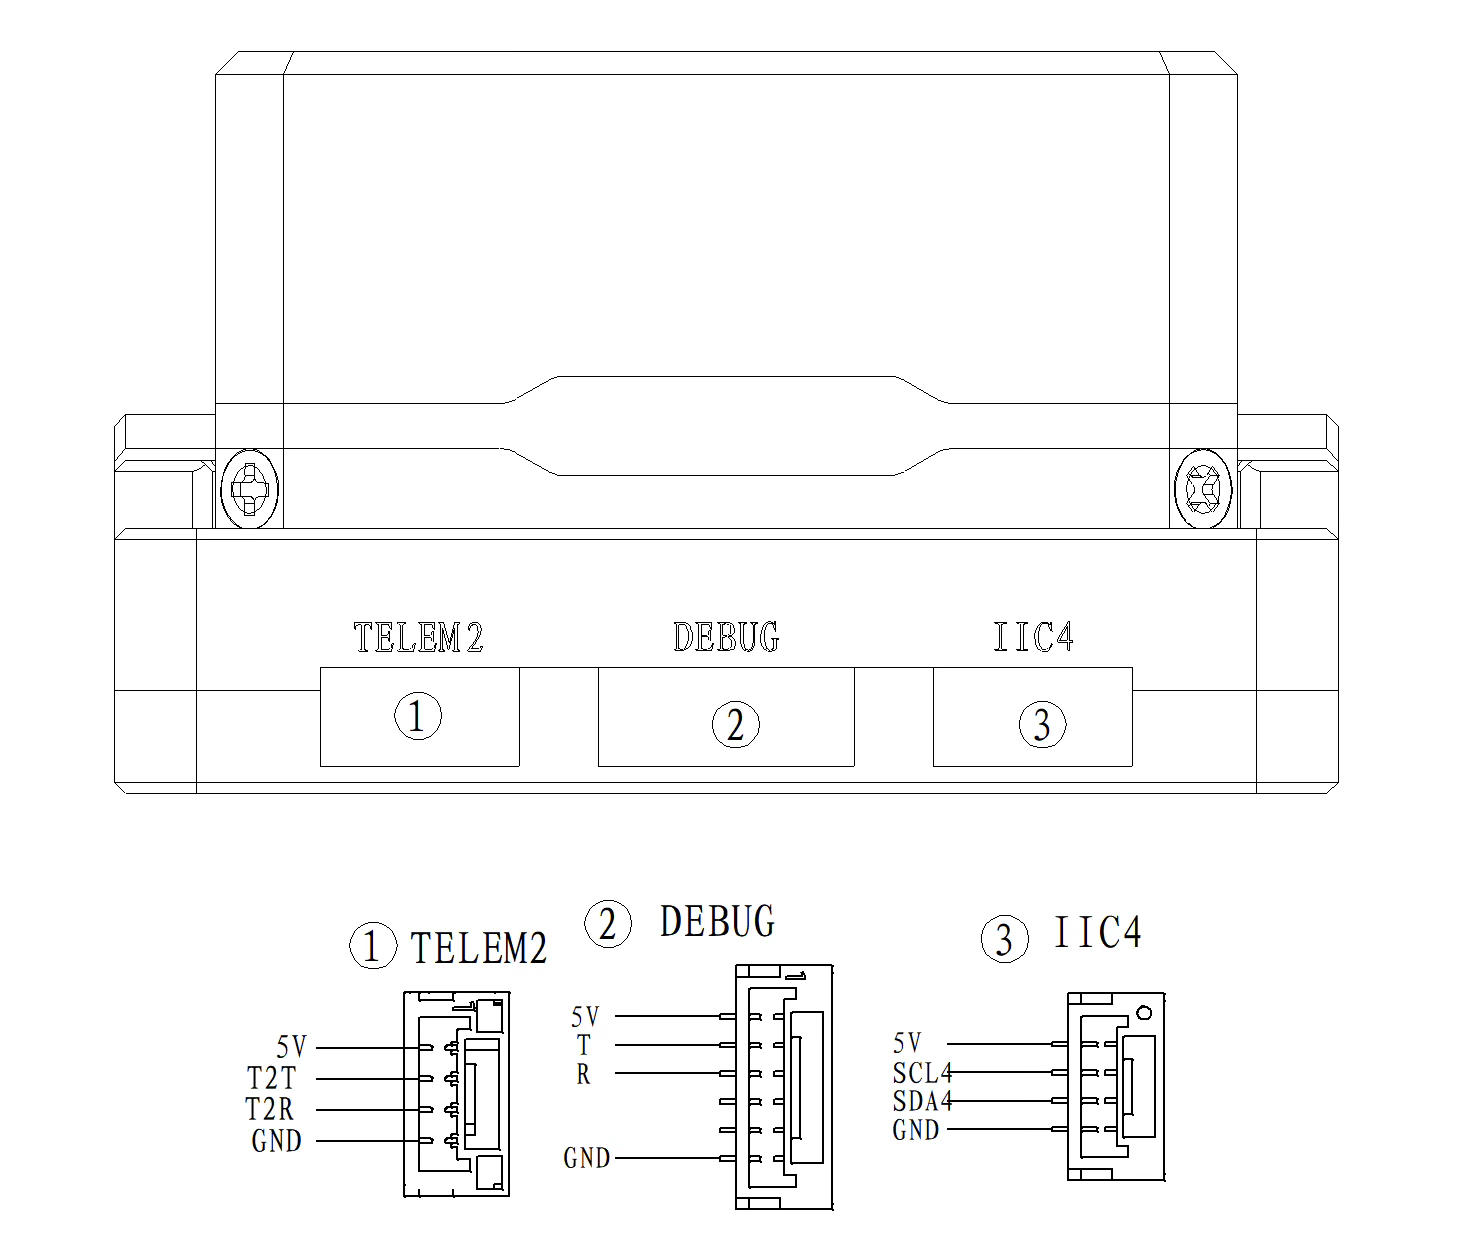 TELEM2 DEBUG IIC4
1 2 3
1 TELEM2
5V
T2T
T2R
GND
2 DEBUG
5V
T
R
GND
3 IIC4
5V
SCL4
SDA4
GND